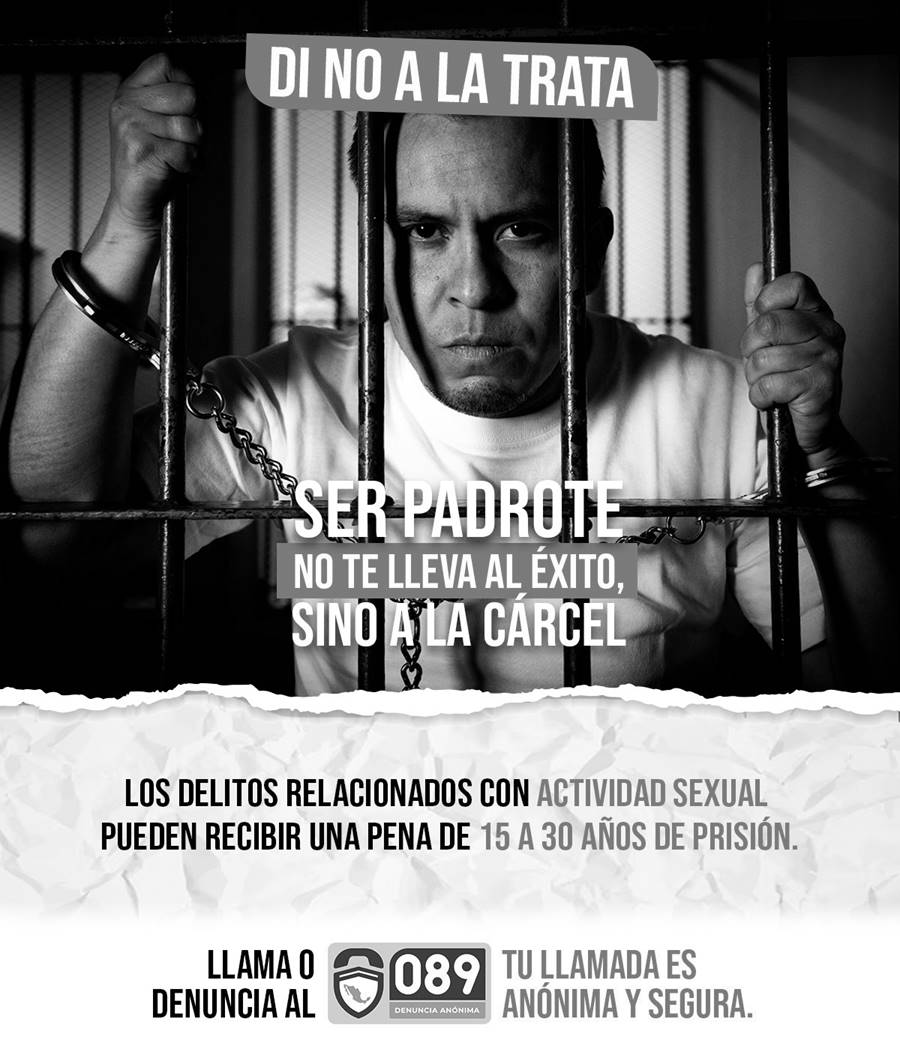 DI NO A LA TRATA
SER PADROTE
NO TE LLEVA AL ÉXITO,
SINO A LA CÁRCEL
LOS DELITOS RELACIONADOS CON ACTIVIDAD SEXUAL
PUEDEN RECIBIR UNA PENA DE 15 A 30 AÑOS DE PRISIÓN.
LLAMA O
DENUNCIA AL
089
DENUNCIA ANÓNIMA
TU LLAMADA ES
ANÓNIMA Y SEGURA.